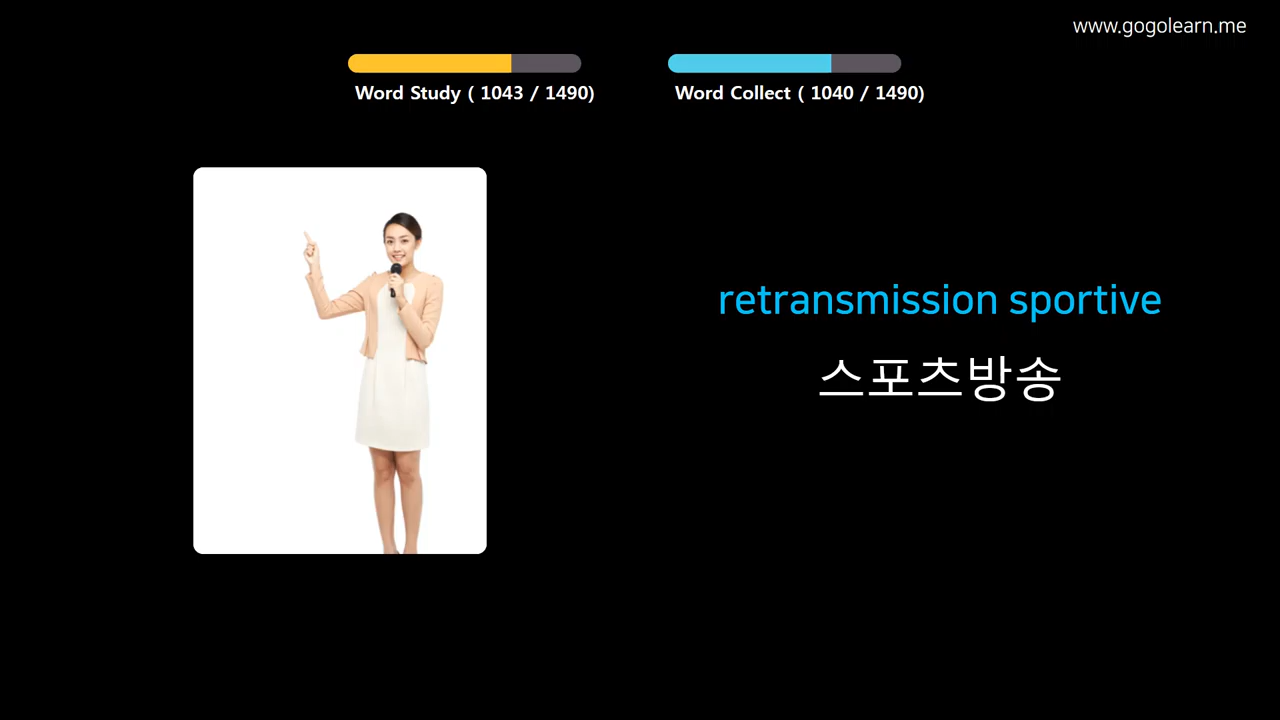 www.gogolearn.me
Word Study ( 1043 / 1490)
Word Collect ( 1040 / 1490)
retransmission sportive
스포츠방송